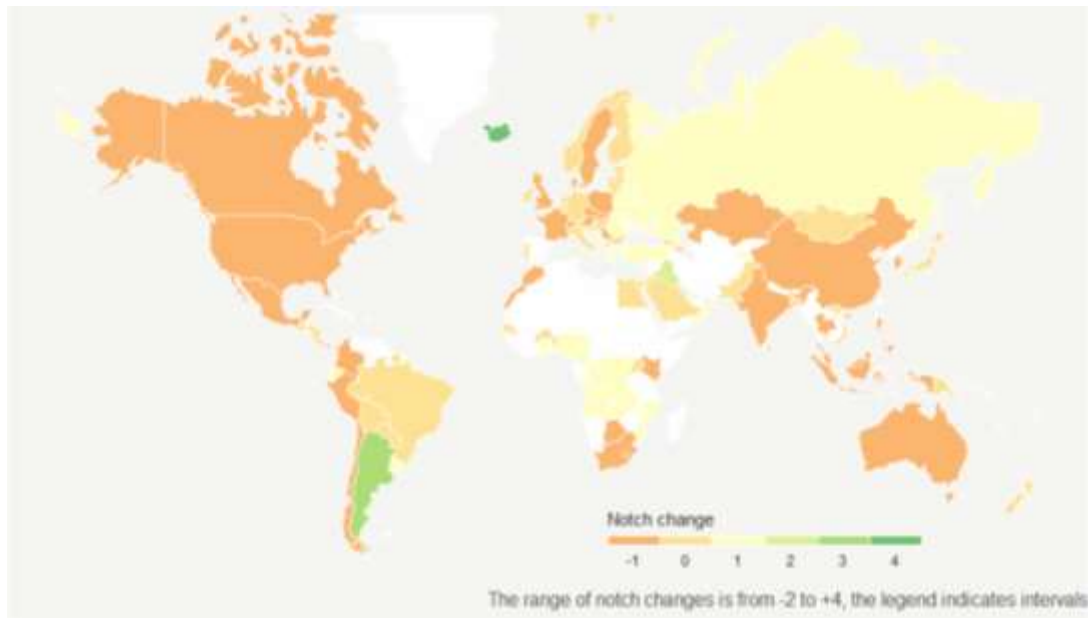 Notch change
-1 0 1 2 3 4
The range of notch changes is from -2 to +4, the legend indicates intervals